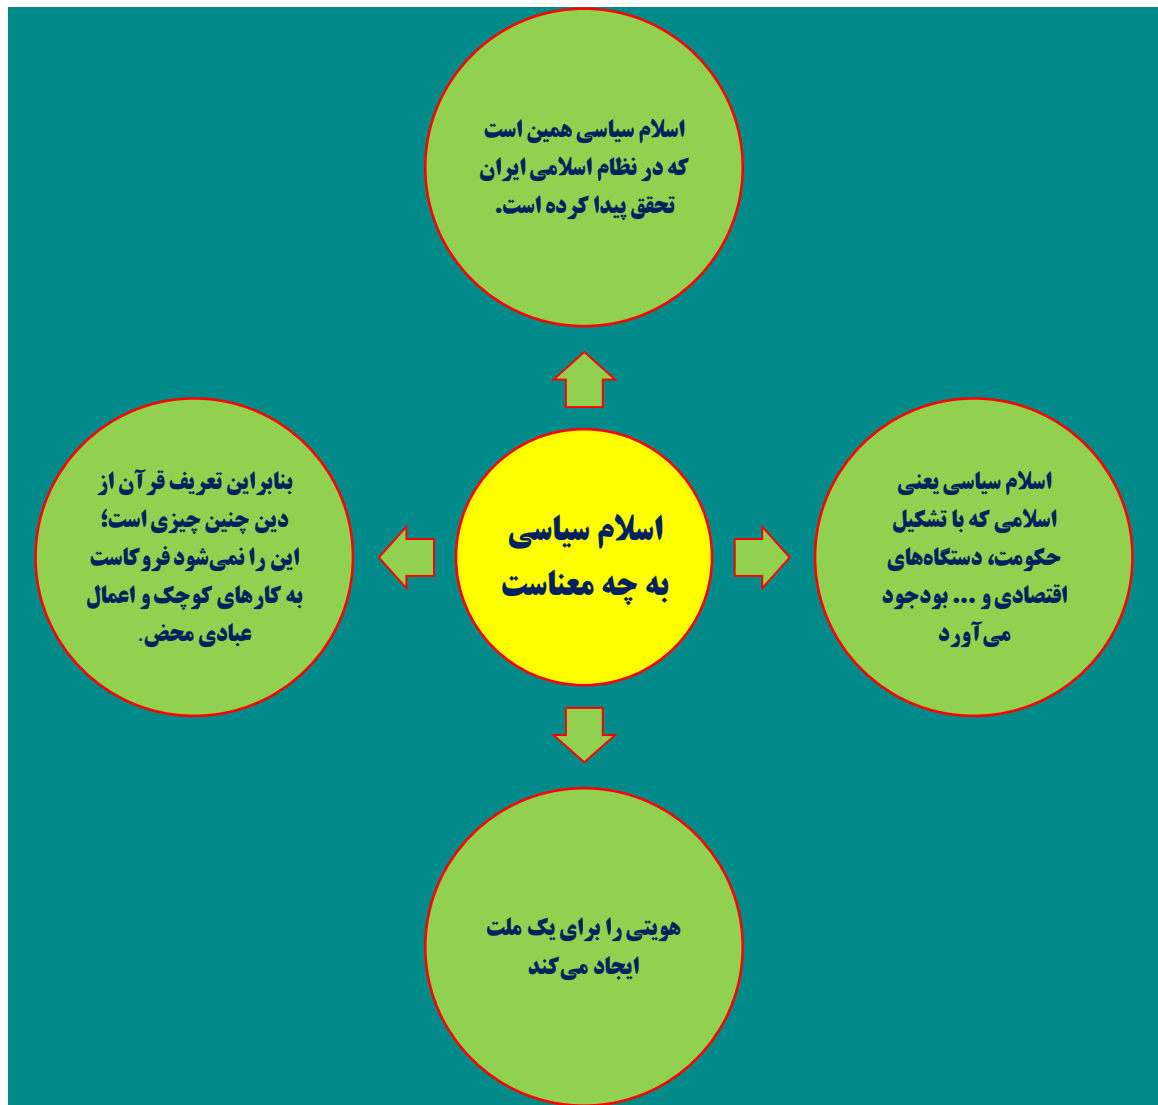 اسلام سیاسی همین است
که در نظام اسلامی ایران
تحقق پیدا کرده است.
اسلام سیاسی یعنی
اسلامی که با تشکیل
حکومت، دستگاه‌های
اقتصادی و ... بودجود
می‌آورد
اسلام سیاسی
به چه معناست
بنابراین تعریف قرآن از
دین چنین چیزی است؛
این را نمی‌شود فروکاست
به کارهای کوچک و اعمال
عبادی محض.
هویتی را برای یک ملت
ایجاد می‌کند